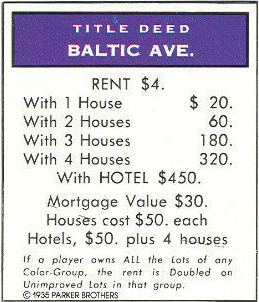 TITLE DEED
BALTIC AVE.
RENT $4.
With 1 House $ 20.
With 2 Houses 60.
With 3 Houses 180.
With 4 Houses 320.
With HOTEL $450.
Mortgage Value $30.
Houses cost $50. each
Hotels, $50. plus 4 houses
If a player owns ALL the Lots of any
Color-Group, the rent is Doubled on
Unimproved Lots in that group.
© 1935 PARKER BROTHERS